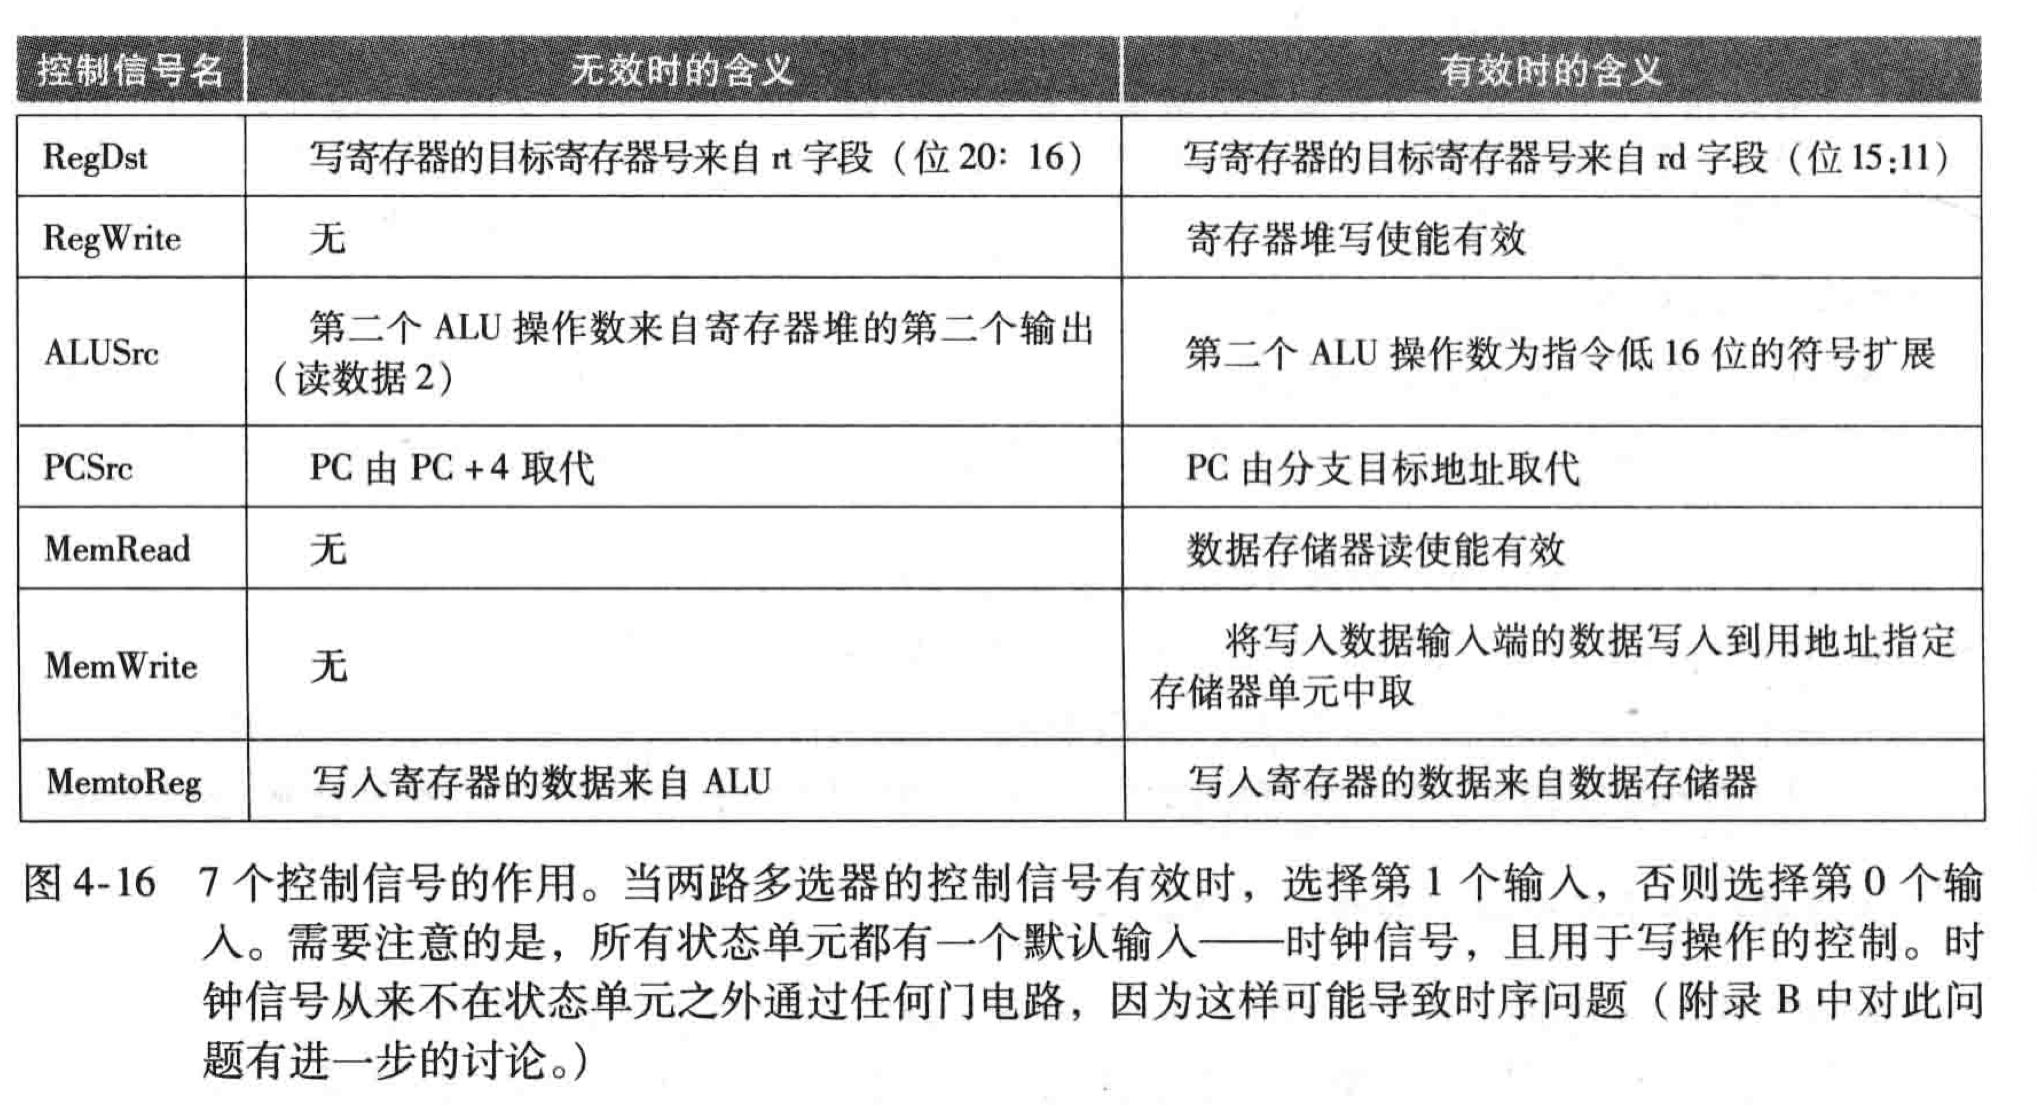 控制信号名 无效时的含义 有效时的含义
RegDst 写寄存器的目标寄存器号来自 rt 字段（位 20：16） 写寄存器的目标寄存器号来自 rd 字段（位 15:11）
RegWrite 无 寄存器堆写使能有效
ALUSrc 第二个 ALU 操作数来自寄存器堆的第二个输出
（读数据 2） 第二个 ALU 操作数为指令低 16 位的符号扩展
PCSrc PC 由 PC +4 取代 PC 由分支目标地址取代
MemRead 无 数据存储器读使能有效
MemWrite 无 将写入数据输入端的数据写入到用地址指定
存储器单元中取
MemtoReg 写入寄存器的数据来自 ALU 写入寄存器的数据来自数据存储器
图 4-16 7 个控制信号的作用。当两路多选器的控制信号有效时，选择第 1 个输入，否则选择第 0 个输
入。需要注意的是，所有状态单元都有一个默认输入——时钟信号，且用于写操作的控制。时
钟信号从来不在状态单元之外通过任何门电路，因为这样可能导致时序问题（附录 B 中对此问
题有进一步的讨论。）